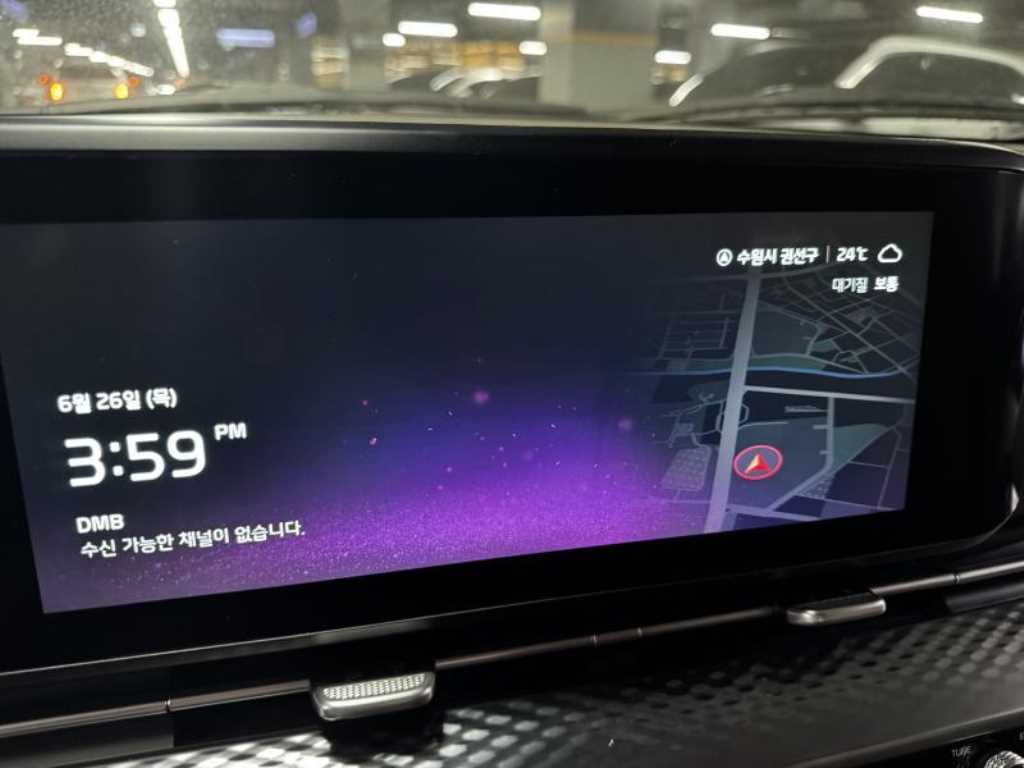 수원시 권선구 | 24℃
대기질 보통
6월 26일 (목)
3:59 PM
DMB
수신 가능한 채널이 없습니다.
TUNE